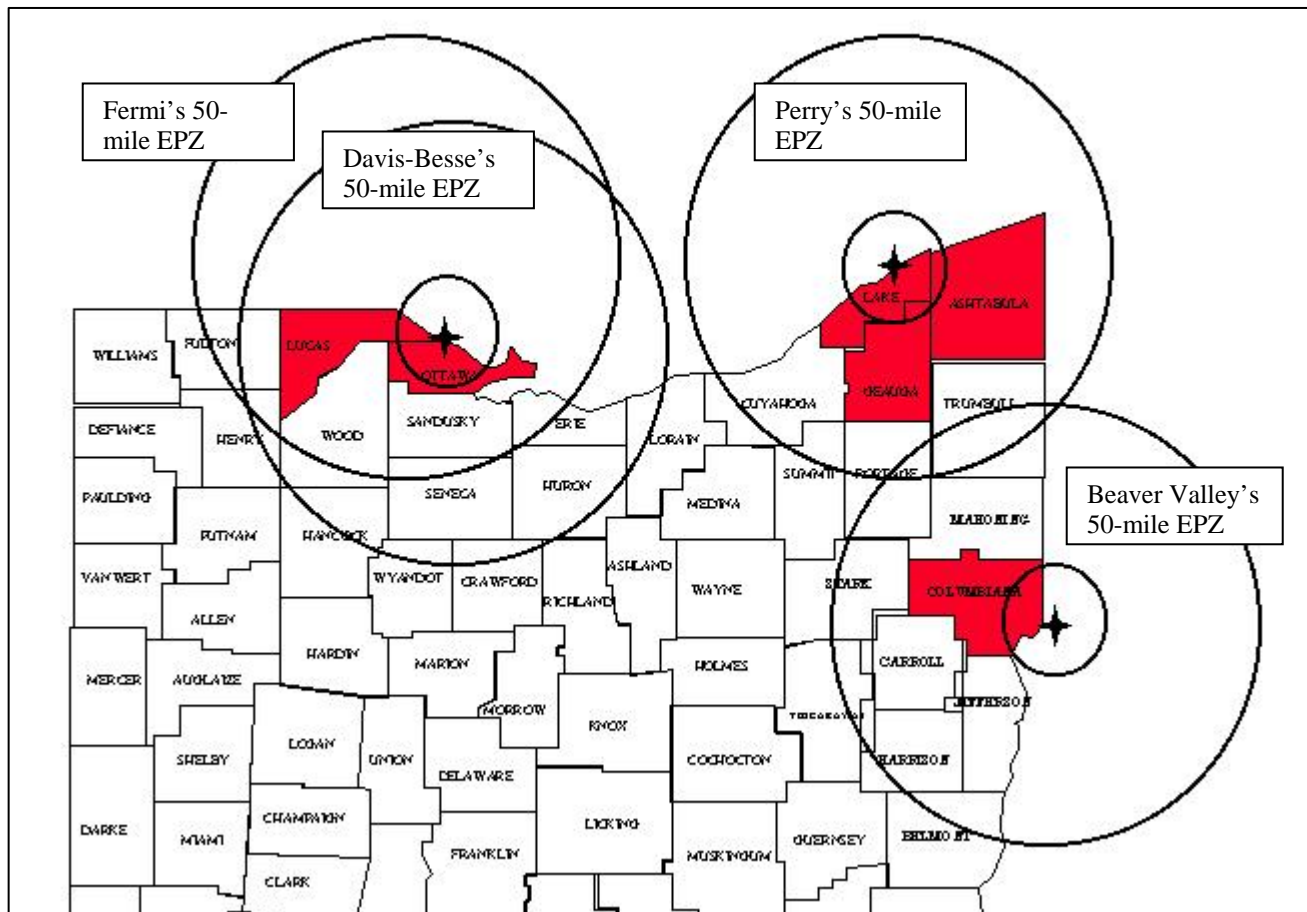 Fermi's 50-
mile EPZ
Perry's 50-mile
EPZ
Davis-Besse's
50-mile EPZ
Beaver Valley's
50-mile EPZ
LAKE
ASHTABULA
WILLIAMS
FULTON
LUCAS
OTTAWA
GEAUGA
CUYAHOGA
TRUMBULL
DEFIANCE
HENRY
WOOD
SANDUSKY
ERIE
LORAIN
SUMMIT
PORTAGE
PAULDING
SENECA
HURON
MEDINA
MAHONING
PUTNAM
HANCOCK
VAN WERT
WYANDOT
CRAWFORD
ASHLAND
WAYNE
STARK
COLUMBIANA
RICHLAND
ALLEN
HARDIN
MARION
HOLMES
CARROLL
MERCER
AUGLAIZE
MORROW
KNOX
JEFFERSON
LOGAN
UNION
SHELBY
DELAWARE
COCHOCTON
HARRISON
DARKE
MIAMI
CHAMPAIGN
LICKING
GUERNSEY
BELMONT
FRANKLIN
MUSKINGUM
CLARK